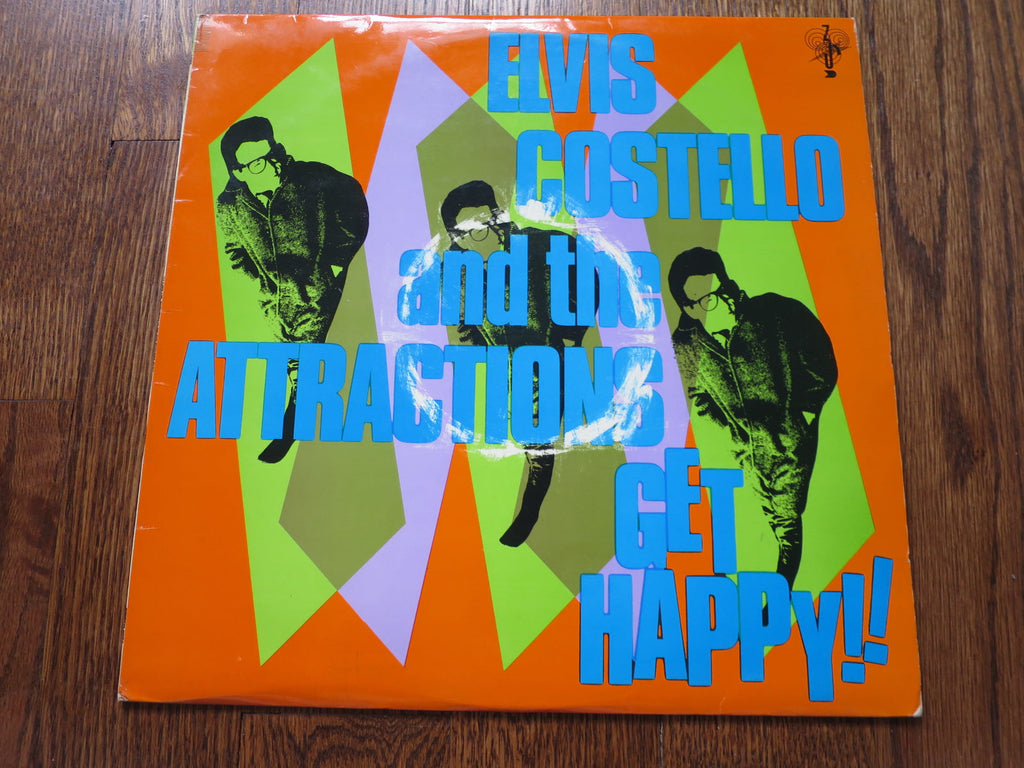 ELVIS
COSTELLO
and the
ATTRACTIONS
GET
HAPPY!!